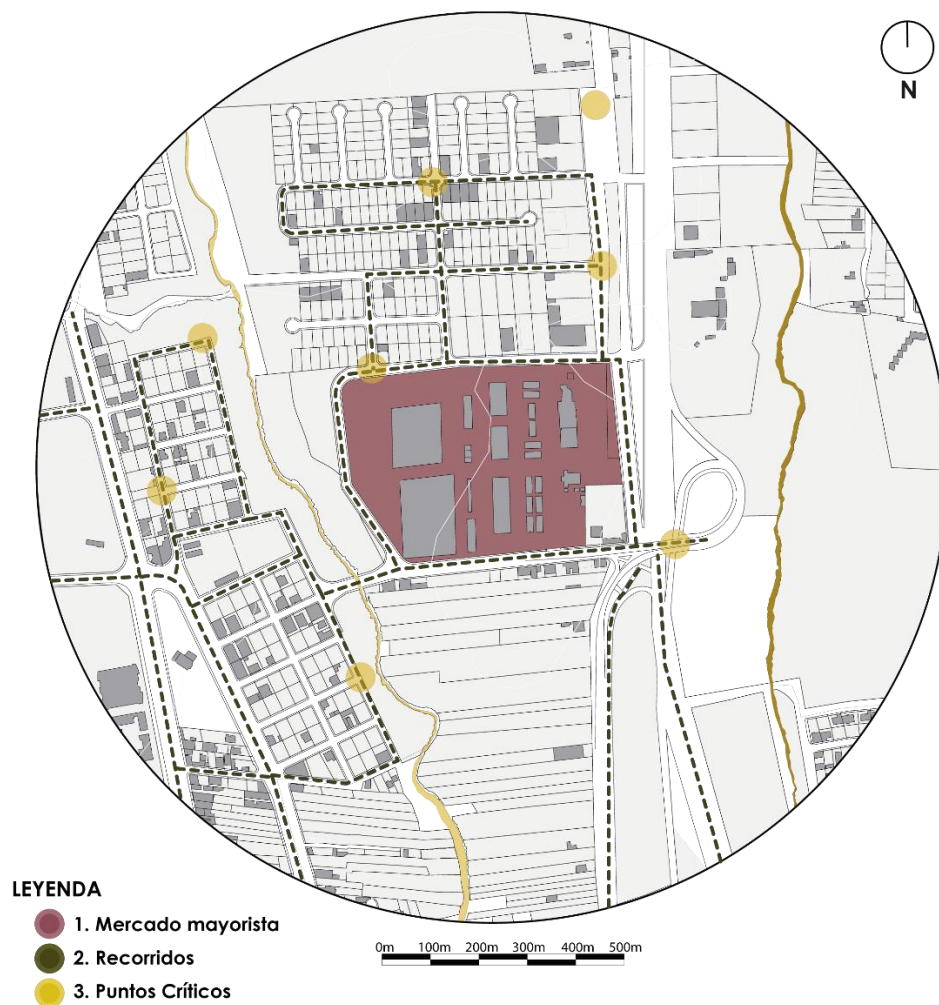 N
LEYENDA
1. Mercado mayorista
2. Recorridos
3. Puntos Críticos
0m 100m 200m 300m 400m 500m